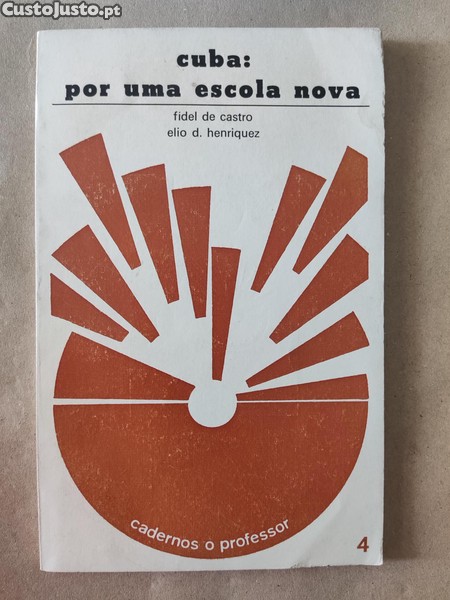 CustoJusto.pt
cuba:
por uma escola nova
fidel de castro
elio d. henriquez
cadernos o professor
4